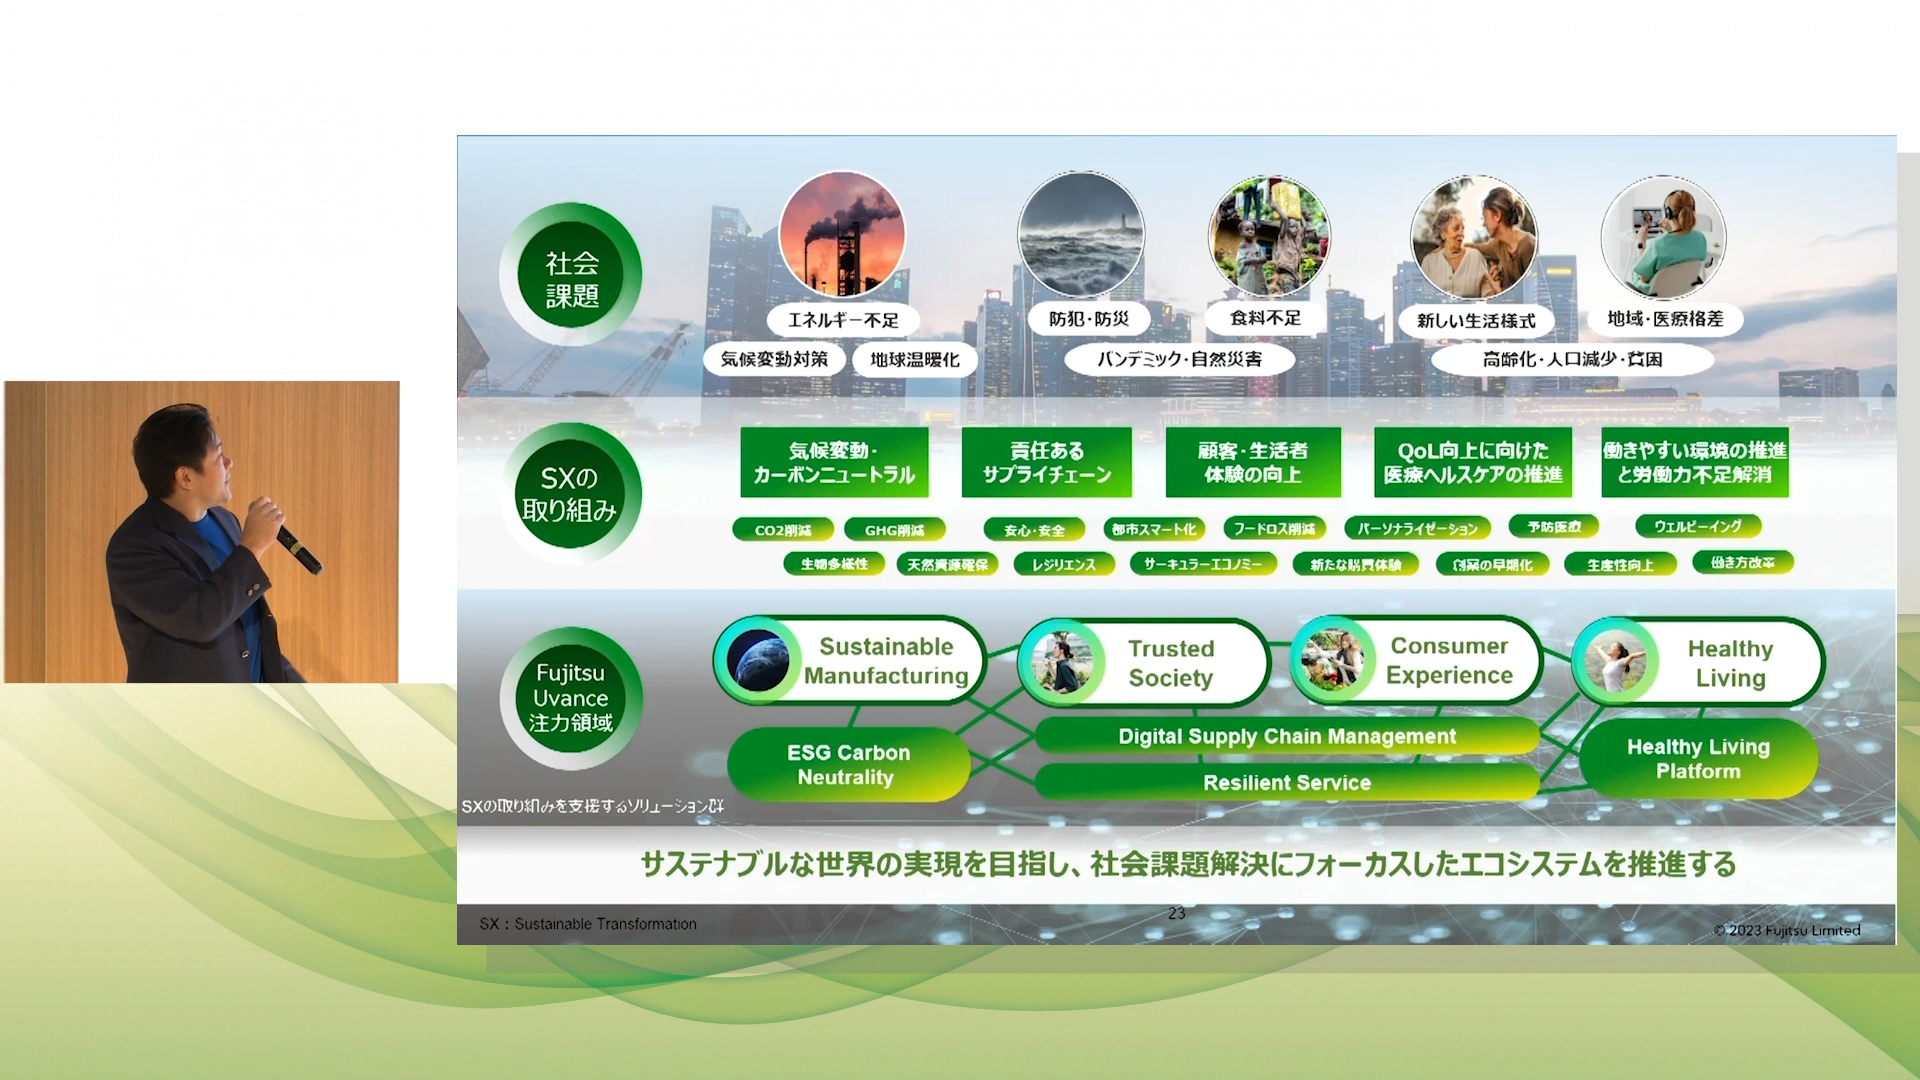 社会
課題
エネルギー不足
防犯・防災
食料不足
新しい生活様式
地域・医療格差
気候変動対策
地球温暖化
パンデミック・自然災害
高齢化・人口減少・貧困
SXの
取り組み
気候変動・
カーボンニュートラル
責任ある
サプライチェーン
顧客・生活者
体験の向上
QoL向上に向けた
医療ヘルスケアの推進
働きやすい環境の推進
と労働力不足解消
CO2削減
GHG削減
安心・安全
都市スマート化
フードロス削減
パーソナライゼーション
予防医療
ウェルビーイング
生物多様性
天然資源確保
レジリエンス
サーキュラーエコノミー
新たな購買体験
創薬の早期化
生産性向上
働き方改革
Fujitsu
Uvance
注力領域
Sustainable
Manufacturing
Trusted
Society
Consumer
Experience
Healthy
Living
ESG Carbon
Neutrality
Digital Supply Chain Management
Resilient Service
Healthy Living
Platform
SXの取り組みを支援するソリューション群
サステナブルな世界の実現を目指し、社会課題解決にフォーカスしたエコシステムを推進する
SX：Sustainable Transformation
23
© 2023 Fujitsu Limited